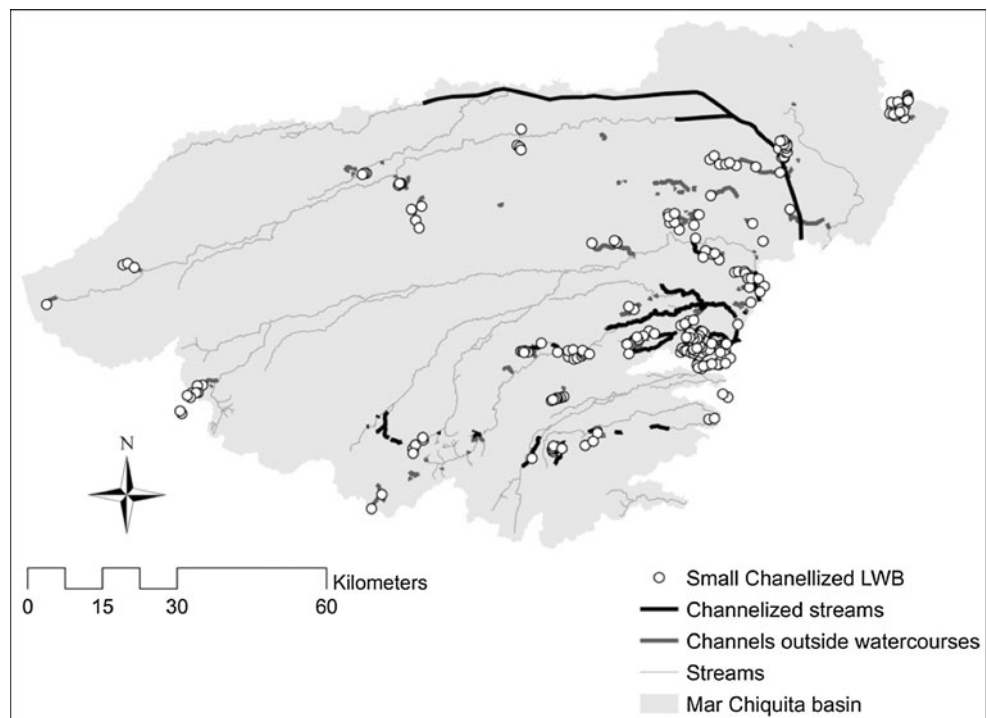 N
Kilometers
0 15 30 60
Small Chanellized LWB
Channelized streams
Channels outside watercourses
Streams
Mar Chiquita basin